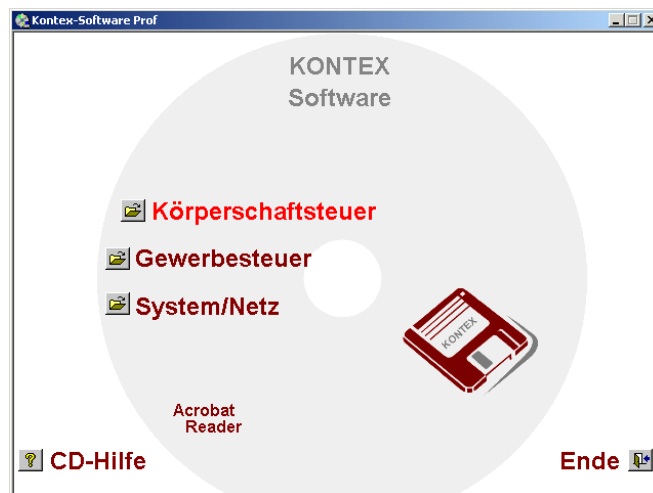 Kontex-Software Prof
KONTEX
Software
Körperschaftsteuer
Gewerbesteuer
System/Netz
KONTEX
Acrobat
Reader
CD-Hilfe
Ende